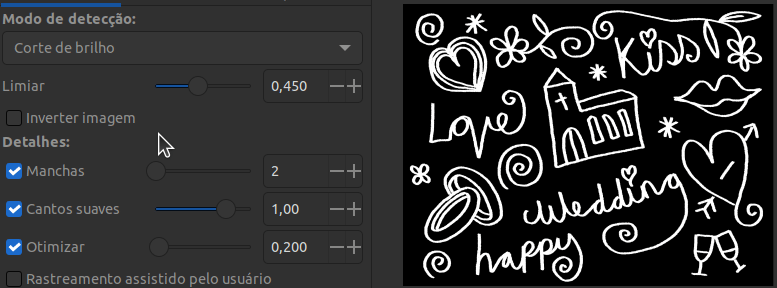 Modo de detecção:
Corte de brilho
Limiar 0,450
Inverter imagem
Detalhes:
Manchas 2
Cantos suaves 1,00
Otimizar 0,200
Rastreamento assistido pelo usuário
Kiss
Love
Wedding
happy